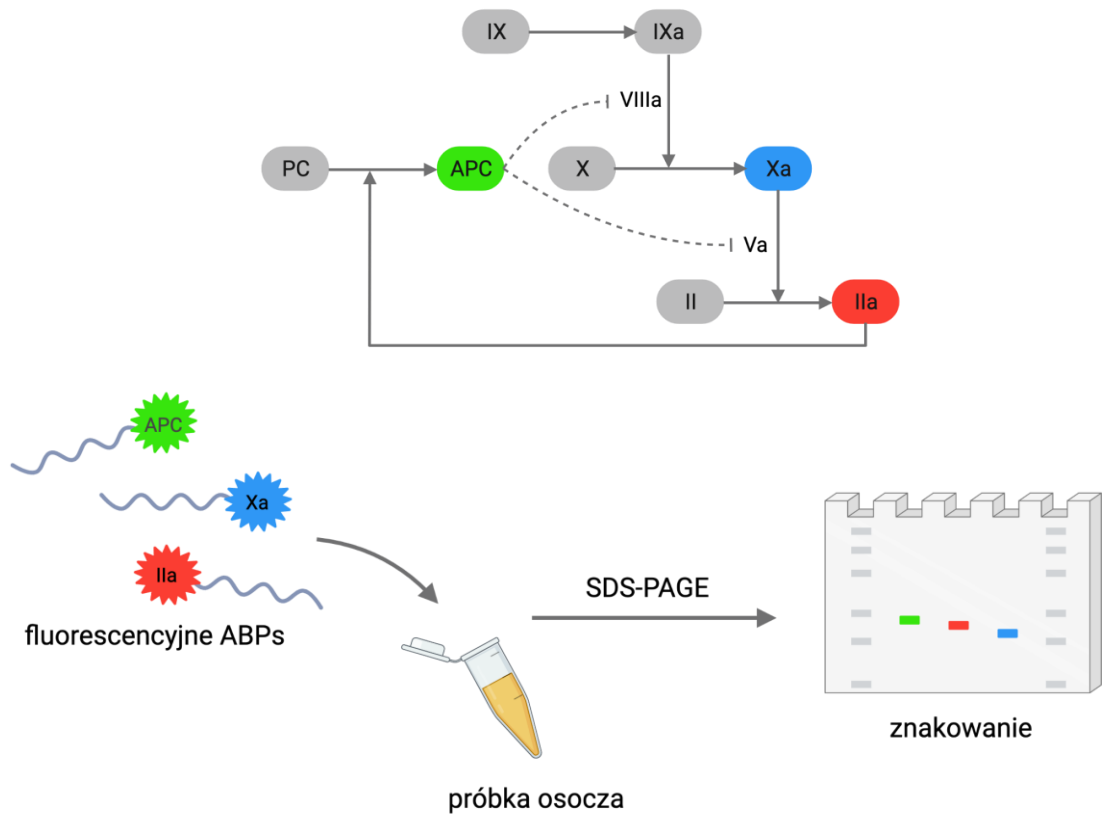 IX
IXa
VIIIa
PC
APC
X
Xa
Va
II
IIa
APC
Xa
IIa
fluorescencyjne ABPs
SDS-PAGE
znakowanie
próbka osocza